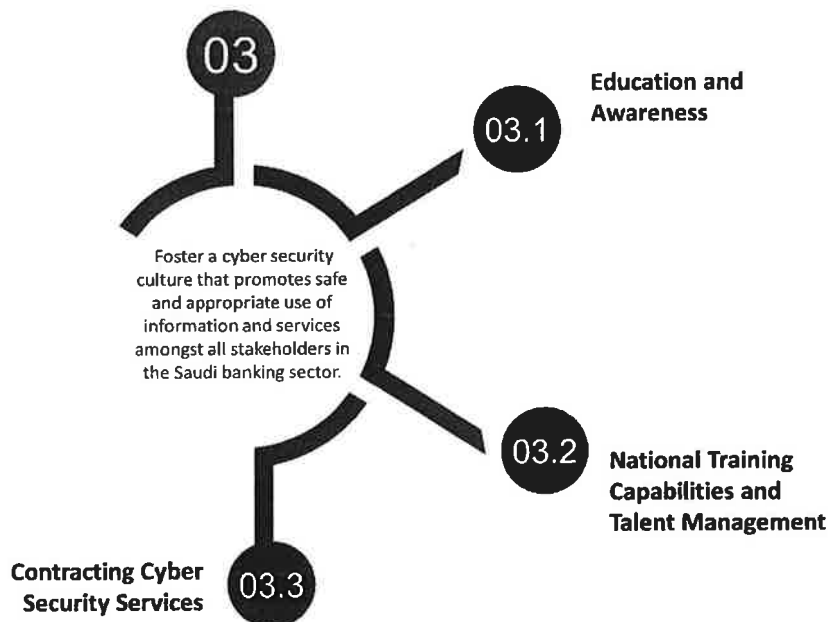 03
Foster a cyber security
culture that promotes safe
and appropriate use of
information and services
amongst all stakeholders in
the Saudi banking sector.
03.1
Education and
Awareness
03.2
National Training
Capabilities and
Talent Management
03.3
Contracting Cyber
Security Services